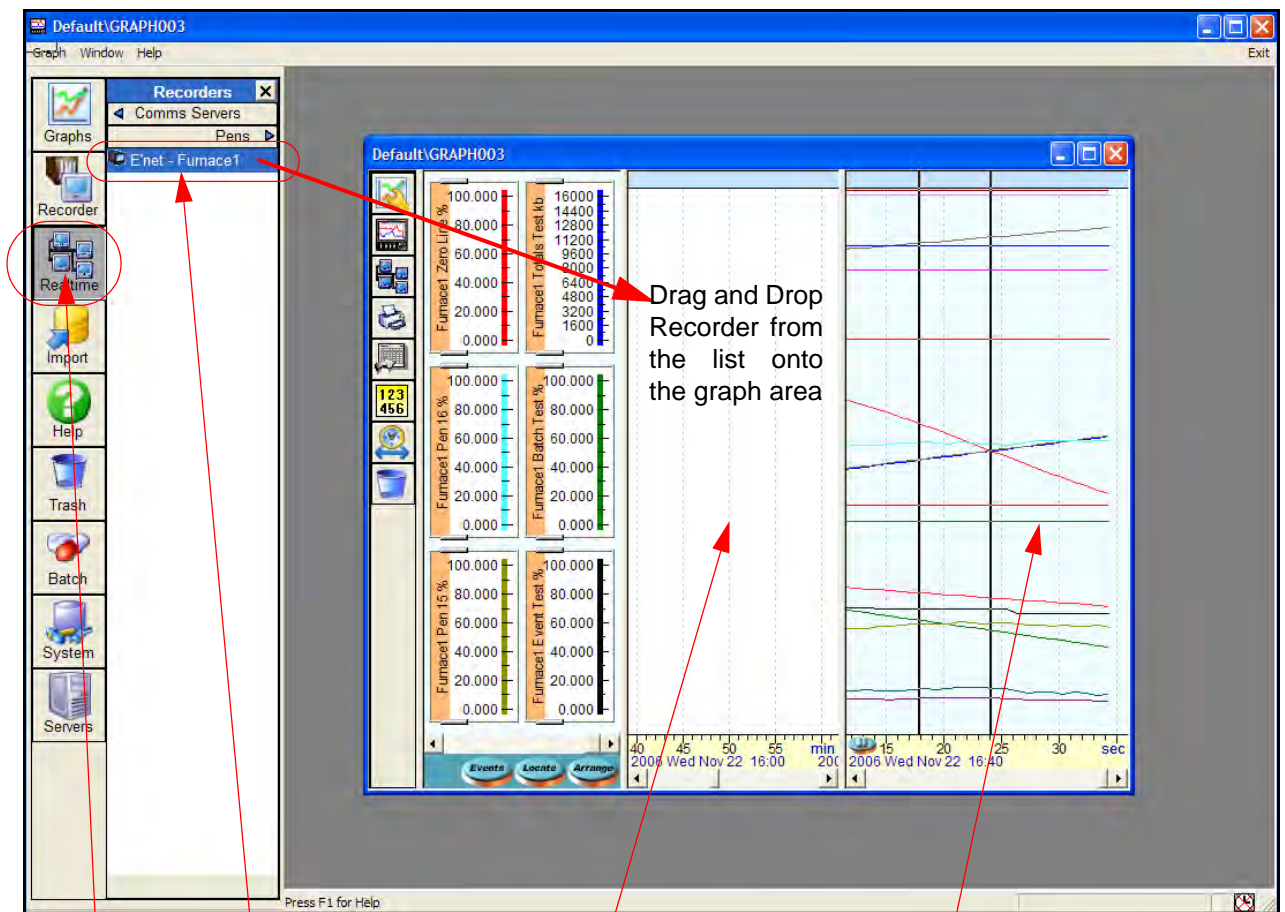 Default\GRAPH003
Graph Window Help
Exit
Recorders
Comms Servers
Pens
E'net - Furnace1
Graphs
Recorder
Realtime
Import
Help
Trash
Batch
System
Servers
Default\GRAPH003
Furnace1 Zero Line %
100.000
80.000
60.000
40.000
20.000
0.000
Furnace1 Totals Test kb
16000
14400
12800
11200
9600
8000
6400
4800
3200
1600
0
Furnace1 Pen 16 %
100.000
80.000
60.000
40.000
20.000
0.000
Furnace1 Batch Test %
100.000
80.000
60.000
40.000
20.000
0.000
Furnace1 Pen 15 %
100.000
80.000
60.000
40.000
20.000
0.000
Furnace1 Event Test %
100.000
80.000
60.000
40.000
20.000
0.000
123
456
Drag and Drop
Recorder from
the list onto
the graph area
Events Locate Arrange
40 45 50 55 min
2006 Wed Nov 22 16:00 200
15 20 25 30 sec
2006 Wed Nov 22 16:40
Press F1 for Help